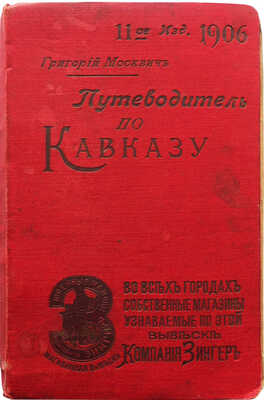 11ое Изд. 1906
Григорій Москвичъ
Путеводитель
по
Кавказу
ВО ВСѢХЪ ГОРОДАХЪ
СОБСТВЕННЫЕ МАГАЗИНЫ
УЗНАВАЕМЫЕ ПО ЭТОЙ
ВЫВѢСКѢ
КОМПАНІЯ ЗИНГЕРЪ